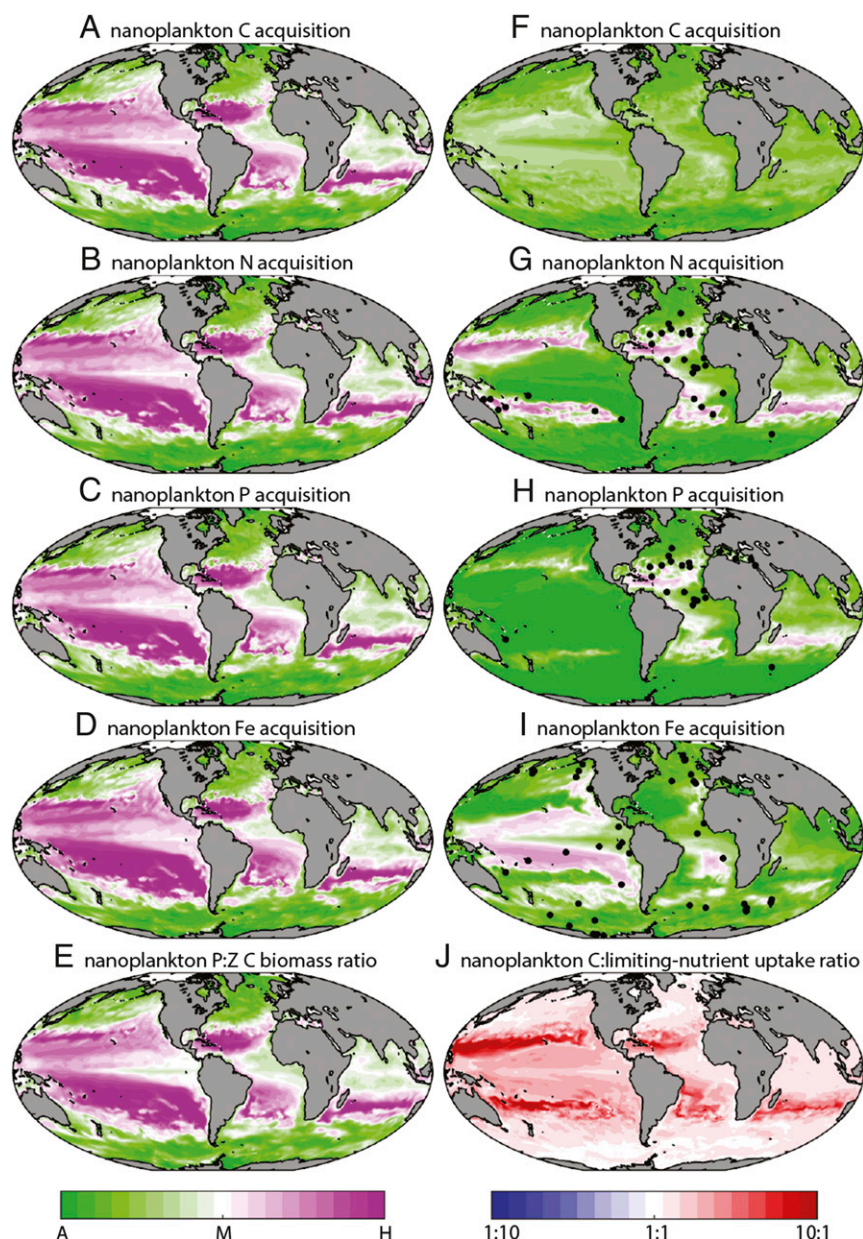 A nanoplankton C acquisition
F nanoplankton C acquisition
B nanoplankton N acquisition
G nanoplankton N acquisition
C nanoplankton P acquisition
H nanoplankton P acquisition
D nanoplankton Fe acquisition
I nanoplankton Fe acquisition
E nanoplankton P:Z C biomass ratio
J nanoplankton C:limiting-nutrient uptake ratio
A M H
1:10 1:1 10:1